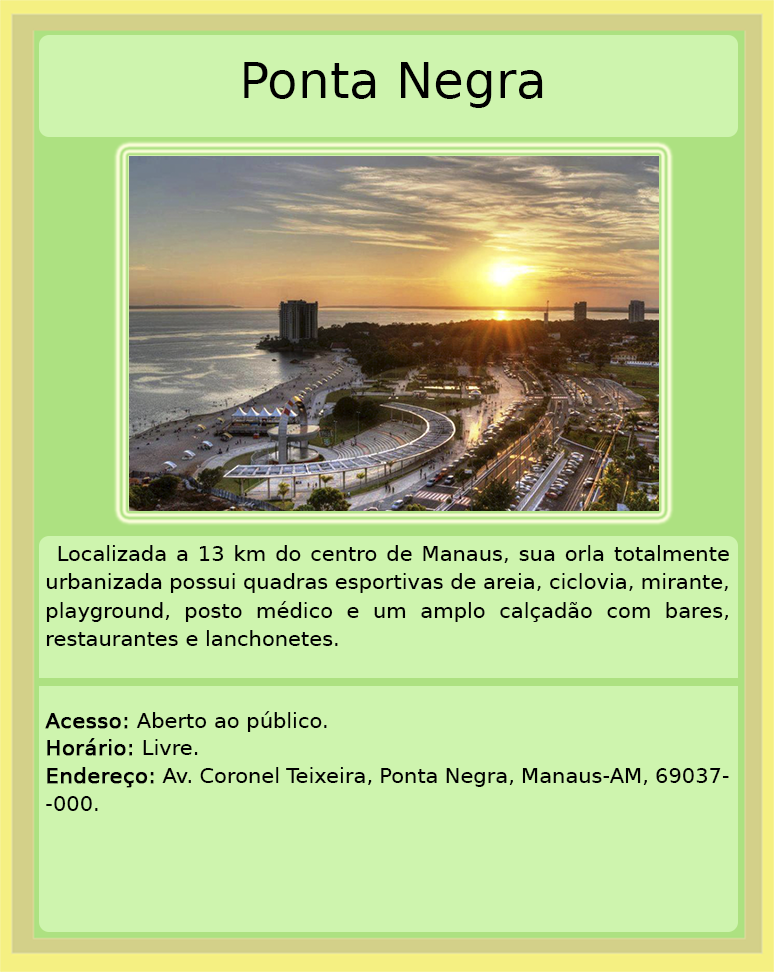 Ponta Negra
Localizada a 13 km do centro de Manaus, sua orla totalmente
urbanizada possui quadras esportivas de areia, ciclovia, mirante,
playground, posto médico e um amplo calçadão com bares,
restaurantes e lanchonetes.
Acesso: Aberto ao público.
Horário: Livre.
Endereço: Av. Coronel Teixeira, Ponta Negra, Manaus-AM, 69037-
-000.